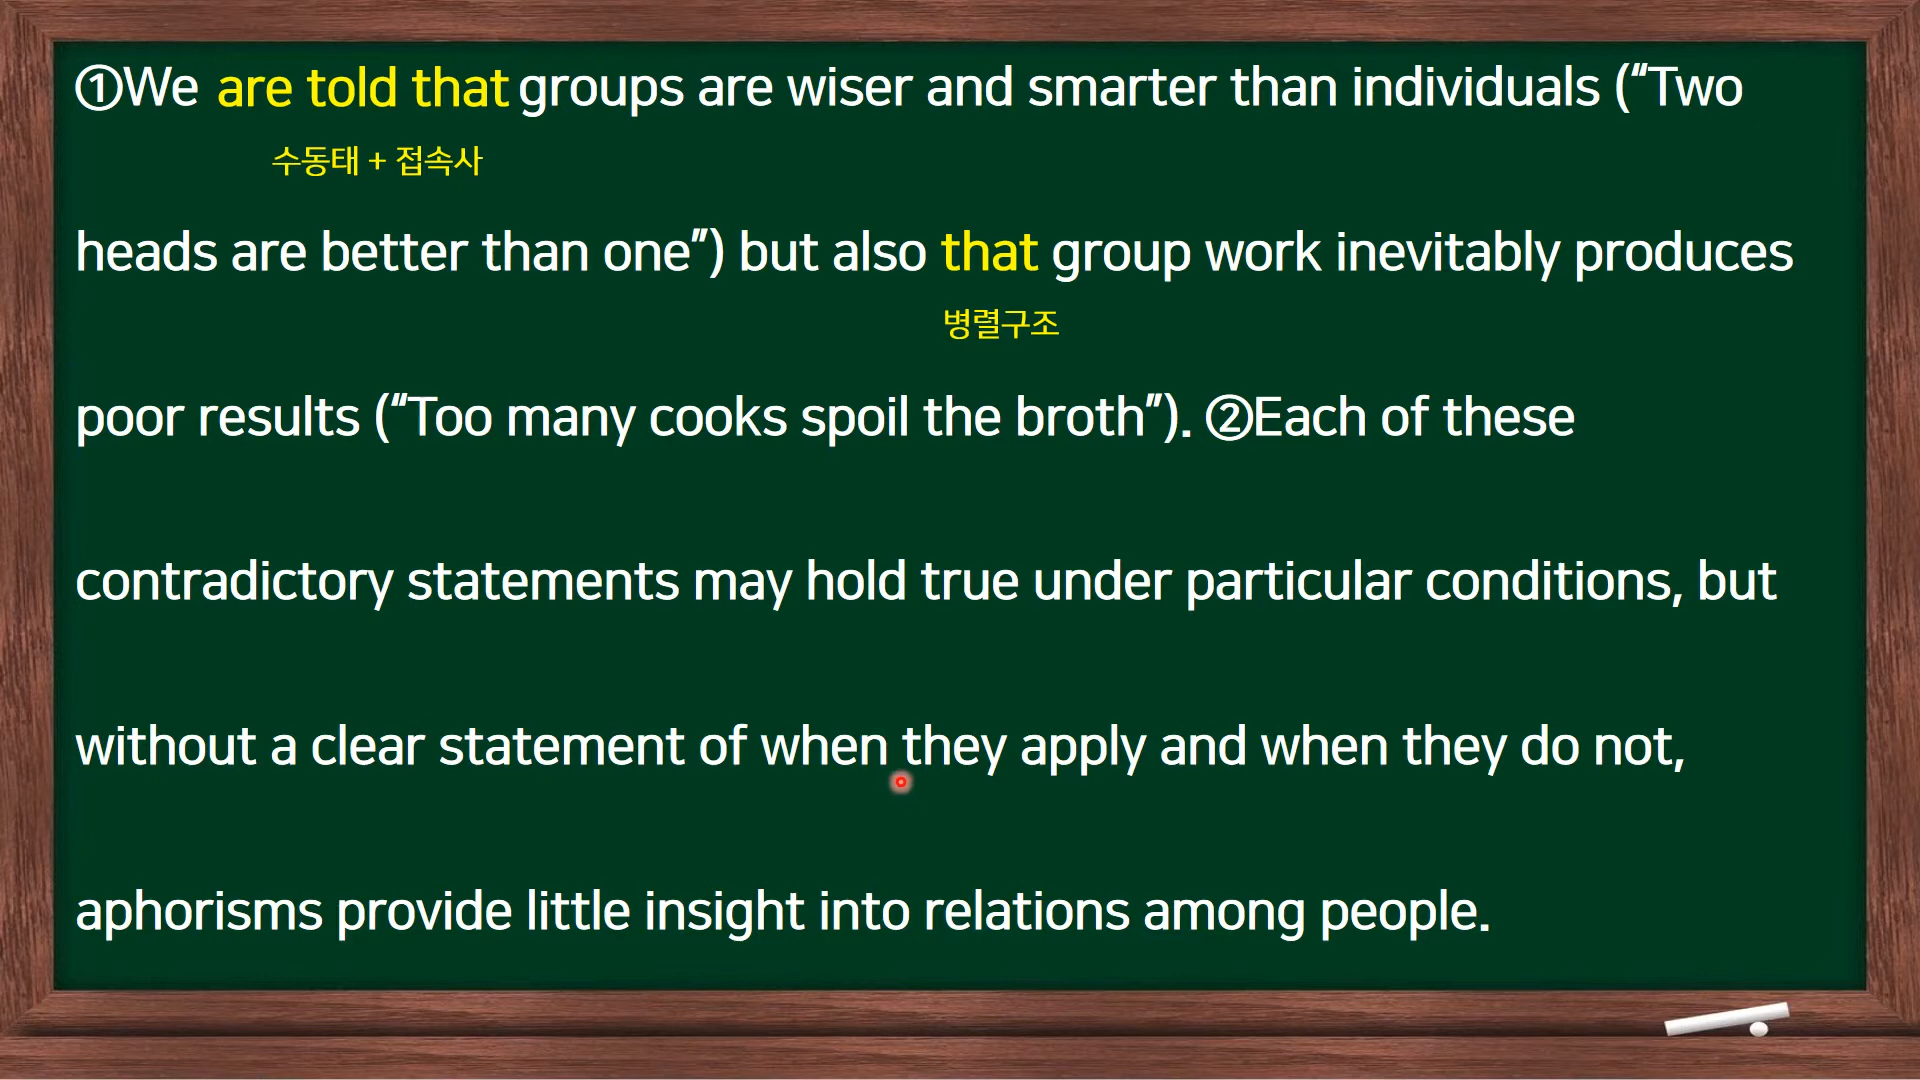 ①We are told that groups are wiser and smarter than individuals (“Two
수동태 + 접속사
heads are better than one”) but also that group work inevitably produces
병렬구조
poor results (“Too many cooks spoil the broth”). ②Each of these
contradictory statements may hold true under particular conditions, but
without a clear statement of when they apply and when they do not,
aphorisms provide little insight into relations among people.